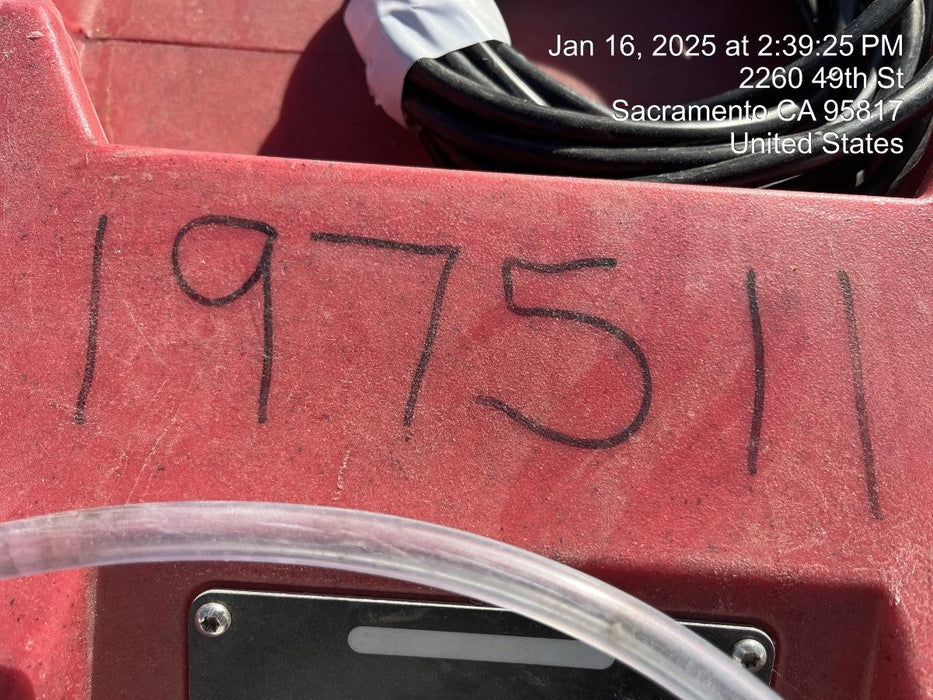 Jan 16, 2025 at 2:39:25 PM
2260 49th St
Sacramento CA 95817
United States
197511